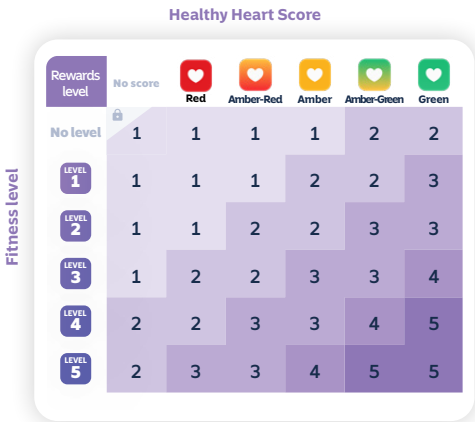 Healthy Heart Score
Rewards level
No score
Red
Amber-Red
Amber
Amber-Green
Green
Fitness level
No level 1 1 1 1 2 2
LEVEL 1 1 1 1 2 2 3
LEVEL 2 1 1 2 2 3 3
LEVEL 3 1 2 2 3 3 4
LEVEL 4 2 2 3 3 4 5
LEVEL 5 2 3 3 4 5 5